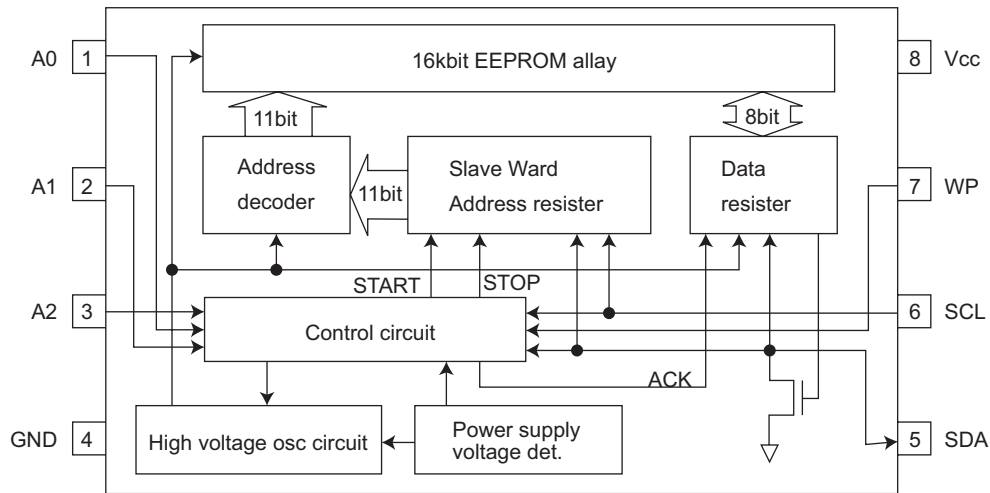 A0 1
16kbit EEPROM allay
8 Vcc
11bit
8bit
A1 2
Address
decoder
11bit
Slave Ward
Address resister
Data
resister
7 WP
START
STOP
A2 3
Control circuit
6 SCL
ACK
GND 4
High voltage osc circuit
Power supply
voltage det.
5 SDA